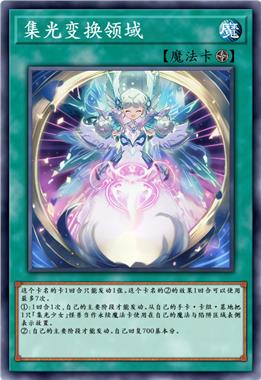 集光变换领域
魔
【魔法卡】
这个卡名的卡1回合只能发动1张。这个卡名的②的效果1回合可以使用
最多7次。
①:1回合1次,自己的主要阶段才能发动。从自己的手卡·卡组·墓地把
1只「集光少女」怪兽当作永续魔法卡使用在自己的魔法与陷阱区域表侧
表示放置。
②:自己的主要阶段才能发动。自己回复700基本分。